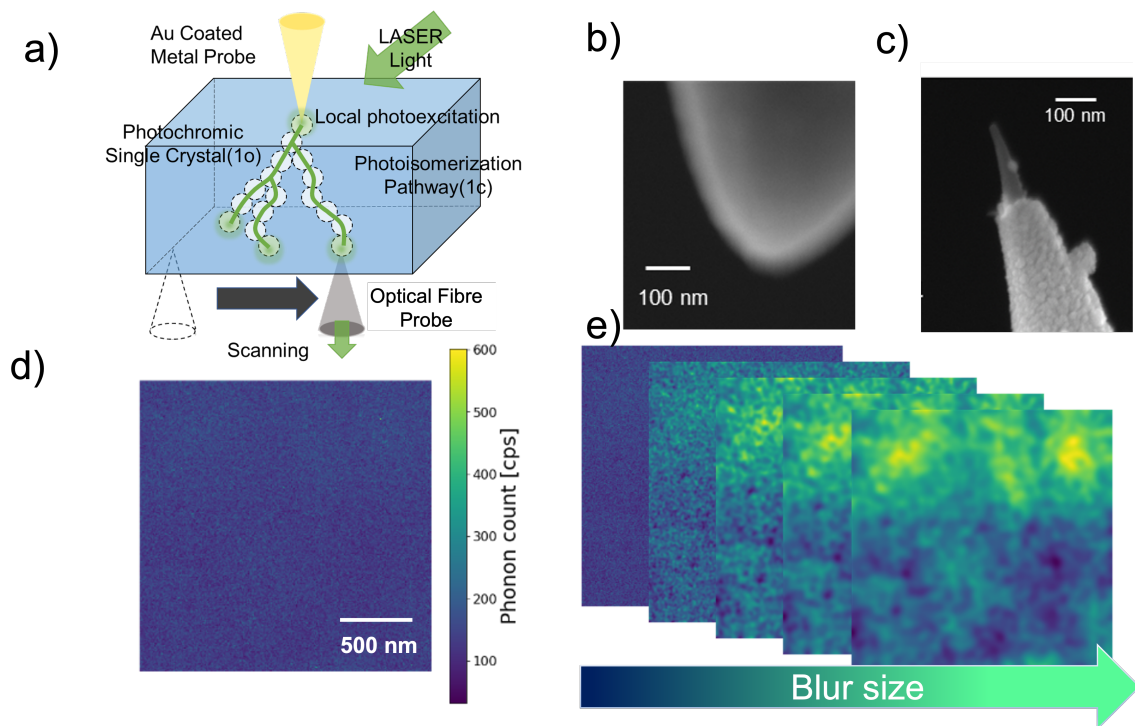 a)
Au Coated
Metal Probe
LASER
Light
Local photoexcitation
Photochromic
Single Crystal(1o)
Photoisomerization
Pathway(1c)
Optical Fibre
Probe
Scanning
b)
100 nm
c)
100 nm
d)
500 nm
600
500
400
300
200
100
Phonon count [cps]
e)
Blur size